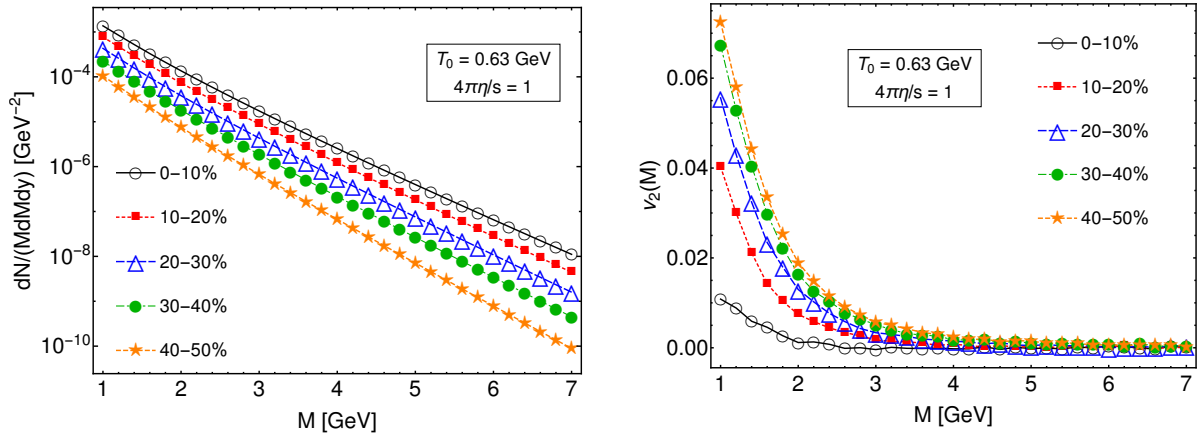 dN/(MdMdy) [GeV⁻²]
10⁻⁴
10⁻⁶
10⁻⁸
10⁻¹⁰
T₀ = 0.63 GeV
4πη/s = 1
0−10%
10−20%
20−30%
30−40%
40−50%
1 2 3 4 5 6 7
M [GeV]
v₂(M)
0.06
0.04
0.02
0.00
T₀ = 0.63 GeV
4πη/s = 1
0−10%
10−20%
20−30%
30−40%
40−50%
1 2 3 4 5 6 7
M [GeV]